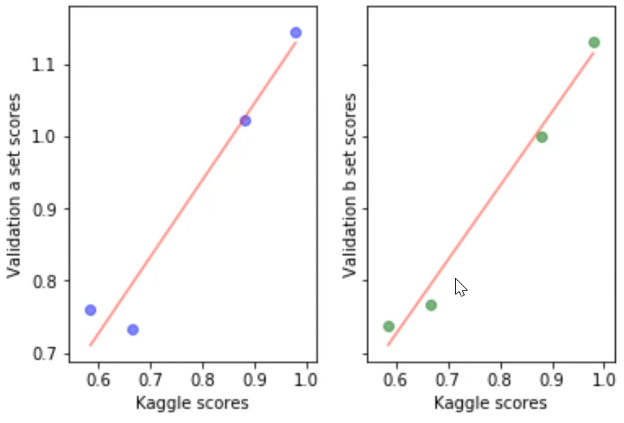 Validation a set scores
1.1
1.0
0.9
0.8
0.7
0.6 0.7 0.8 0.9 1.0
Kaggle scores
Validation b set scores
0.6 0.7 0.8 0.9 1.0
Kaggle scores